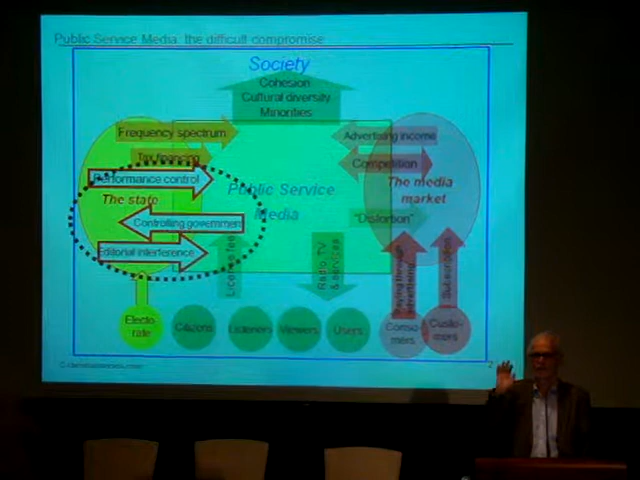 Public Service Media: the difficult compromise
Society
Cohesion
Cultural diversity
Minorities
Frequency spectrum
Advertising income
Tax financing
Competition
Performance control
Public Service
Media
The media
market
The state
"Distortion"
Controlling government
Editorial interference
License fee
Radio TV
& services
Paying through
advertising
Subscription
Electo-
rate
Citizens
Listeners
Viewers
Users
Consu-
mers
Custo-
mers
2